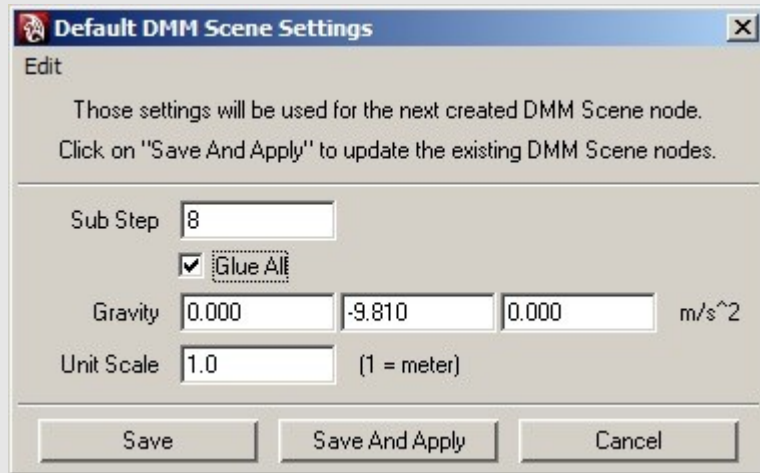 Default DMM Scene Settings
Edit
Those settings will be used for the next created DMM Scene node.
Click on "Save And Apply" to update the existing DMM Scene nodes.
Sub Step 8
Glue All
Gravity 0.000 -9.810 0.000 m/s^2
Unit Scale 1.0 (1 = meter)
Save Save And Apply Cancel